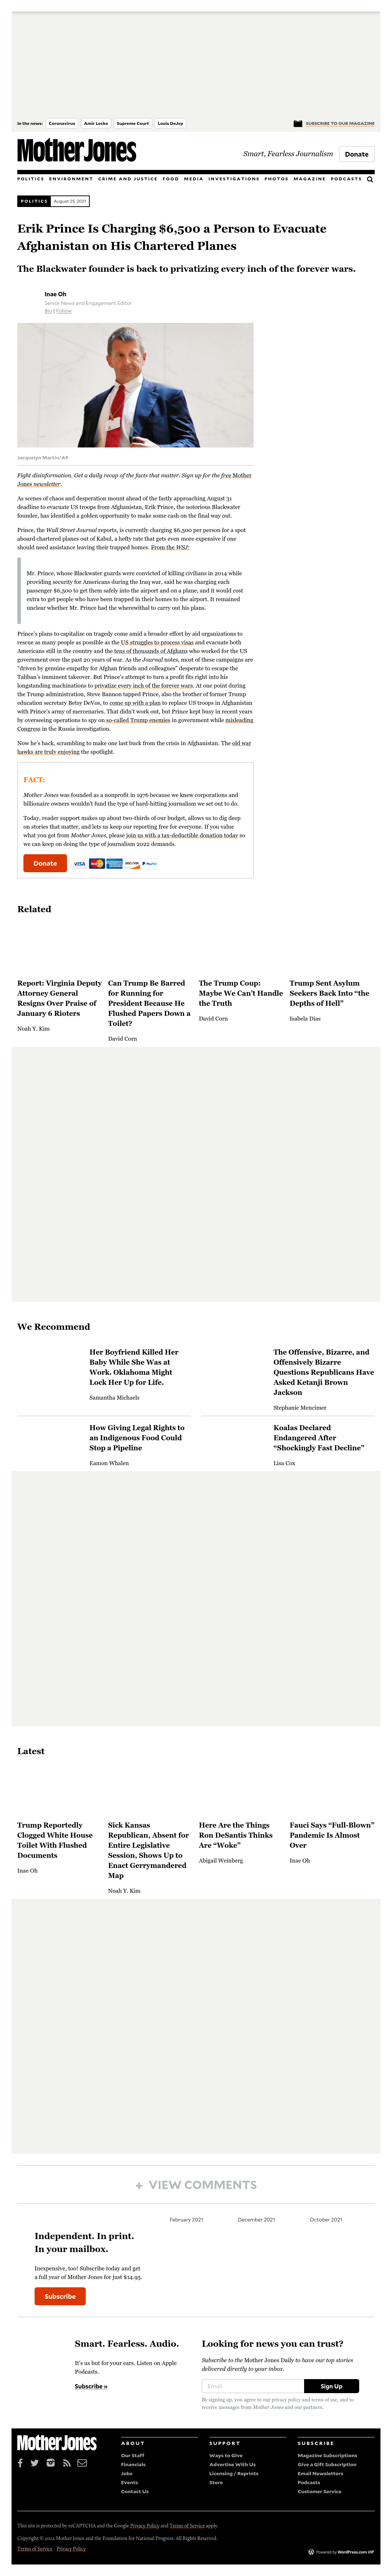 In the news: Coronavirus Amir Locke Supreme Court Louis DeJoy
SUBSCRIBE TO OUR MAGAZINE
Mother Jones
Smart, Fearless Journalism
Donate
POLITICS ENVIRONMENT CRIME AND JUSTICE FOOD MEDIA INVESTIGATIONS PHOTOS MAGAZINE PODCASTS
POLITICS August 25, 2021
Erik Prince Is Charging $6,500 a Person to Evacuate
Afghanistan on His Chartered Planes
The Blackwater founder is back to privatizing every inch of the forever wars.
Inae Oh
Senior News and Engagement Editor
Bio | Follow
Jacquelyn Martin/AP
Fight disinformation. Get a daily recap of the facts that matter. Sign up for the free Mother
Jones newsletter.
As scenes of chaos and desperation mount ahead of the fastly approaching August 31
deadline to evacuate US troops from Afghanistan, Erik Prince, the notorious Blackwater
founder, has identified a golden opportunity to make some cash on the final way out.
Prince, the Wall Street Journal reports, is currently charging $6,500 per person for a spot
aboard chartered planes out of Kabul, a hefty rate that gets even more expensive if one
should need assistance leaving their trapped homes. From the WSJ:
Mr. Prince, whose Blackwater guards were convicted of killing civilians in 2014 while
providing security for Americans during the Iraq war, said he was charging each
passenger $6,500 to get them safely into the airport and on a plane, and it would cost
extra to get people who have been trapped in their homes to the airport. It remained
unclear whether Mr. Prince had the wherewithal to carry out his plans.
Prince's plans to capitalize on tragedy come amid a broader effort by aid organizations to
rescue as many people as possible as the US struggles to process visas and evacuate both
Americans still in the country and the tens of thousands of Afghans who worked for the US
government over the past 20 years of war. As the Journal notes, most of these campaigns are
"driven by genuine empathy for Afghan friends and colleagues" desperate to escape the
Taliban's imminent takeover. But Prince's attempt to turn a profit fits right into his
longstanding machinations to privatize every inch of the forever wars. At one point during
the Trump administration, Steve Bannon tapped Prince, also the brother of former Trump
education secretary Betsy DeVos, to come up with a plan to replace US troops in Afghanistan
with Prince's army of mercenaries. That didn't work out, but Prince kept busy in recent years
by overseeing operations to spy on so-called Trump enemies in government while misleading
Congress in the Russia investigation.
Now he's back, scrambling to make one last buck from the crisis in Afghanistan. The old war
hawks are truly enjoying the spotlight.
FACT:
Mother Jones was founded as a nonprofit in 1976 because we knew corporations and
billionaire owners wouldn't fund the type of hard-hitting journalism we set out to do.
Today, reader support makes up about two-thirds of our budget, allows us to dig deep
on stories that matter, and lets us keep our reporting free for everyone. If you value
what you get from Mother Jones, please join us with a tax-deductible donation today so
we can keep on doing the type of journalism 2022 demands.
Donate VISA MasterCard AMERICAN EXPRESS DISCOVER PayPal
Related
Report: Virginia Deputy
Attorney General
Resigns Over Praise of
January 6 Rioters
Noah Y. Kim
Can Trump Be Barred
for Running for
President Because He
Flushed Papers Down a
Toilet?
David Corn
The Trump Coup:
Maybe We Can't Handle
the Truth
David Corn
Trump Sent Asylum
Seekers Back Into "the
Depths of Hell"
Isabela Dias
We Recommend
Her Boyfriend Killed Her
Baby While She Was at
Work. Oklahoma Might
Lock Her Up for Life.
Samantha Michaels
The Offensive, Bizarre, and
Offensively Bizarre
Questions Republicans Have
Asked Ketanji Brown
Jackson
Stephanie Mencimer
How Giving Legal Rights to
an Indigenous Food Could
Stop a Pipeline
Eamon Whalen
Koalas Declared
Endangered After
"Shockingly Fast Decline"
Lisa Cox
Latest
Trump Reportedly
Clogged White House
Toilet With Flushed
Documents
Inae Oh
Sick Kansas
Republican, Absent for
Entire Legislative
Session, Shows Up to
Enact Gerrymandered
Map
Noah Y. Kim
Here Are the Things
Ron DeSantis Thinks
Are "Woke"
Abigail Weinberg
Fauci Says "Full-Blown"
Pandemic Is Almost
Over
Inae Oh
+ VIEW COMMENTS
February 2021 December 2021 October 2021
Independent. In print.
In your mailbox.
Inexpensive, too! Subscribe today and get
a full year of Mother Jones for just $14.95.
Subscribe
Smart. Fearless. Audio.
It's us but for your ears. Listen on Apple
Podcasts.
Subscribe »
Looking for news you can trust?
Subscribe to the Mother Jones Daily to have our top stories
delivered directly to your inbox.
Email Sign Up
By signing up, you agree to our privacy policy and terms of use, and to
receive messages from Mother Jones and our partners.
Mother Jones
ABOUT
Our Staff
Financials
Jobs
Events
Contact Us
SUPPORT
Ways to Give
Advertise With Us
Licensing / Reprints
Store
SUBSCRIBE
Magazine Subscriptions
Give a Gift Subscription
Email Newsletters
Podcasts
Customer Service
This site is protected by reCAPTCHA and the Google Privacy Policy and Terms of Service apply.
Copyright © 2022 Mother Jones and the Foundation for National Progress. All Rights Reserved.
Terms of Service Privacy Policy
Powered by WordPress.com VIP